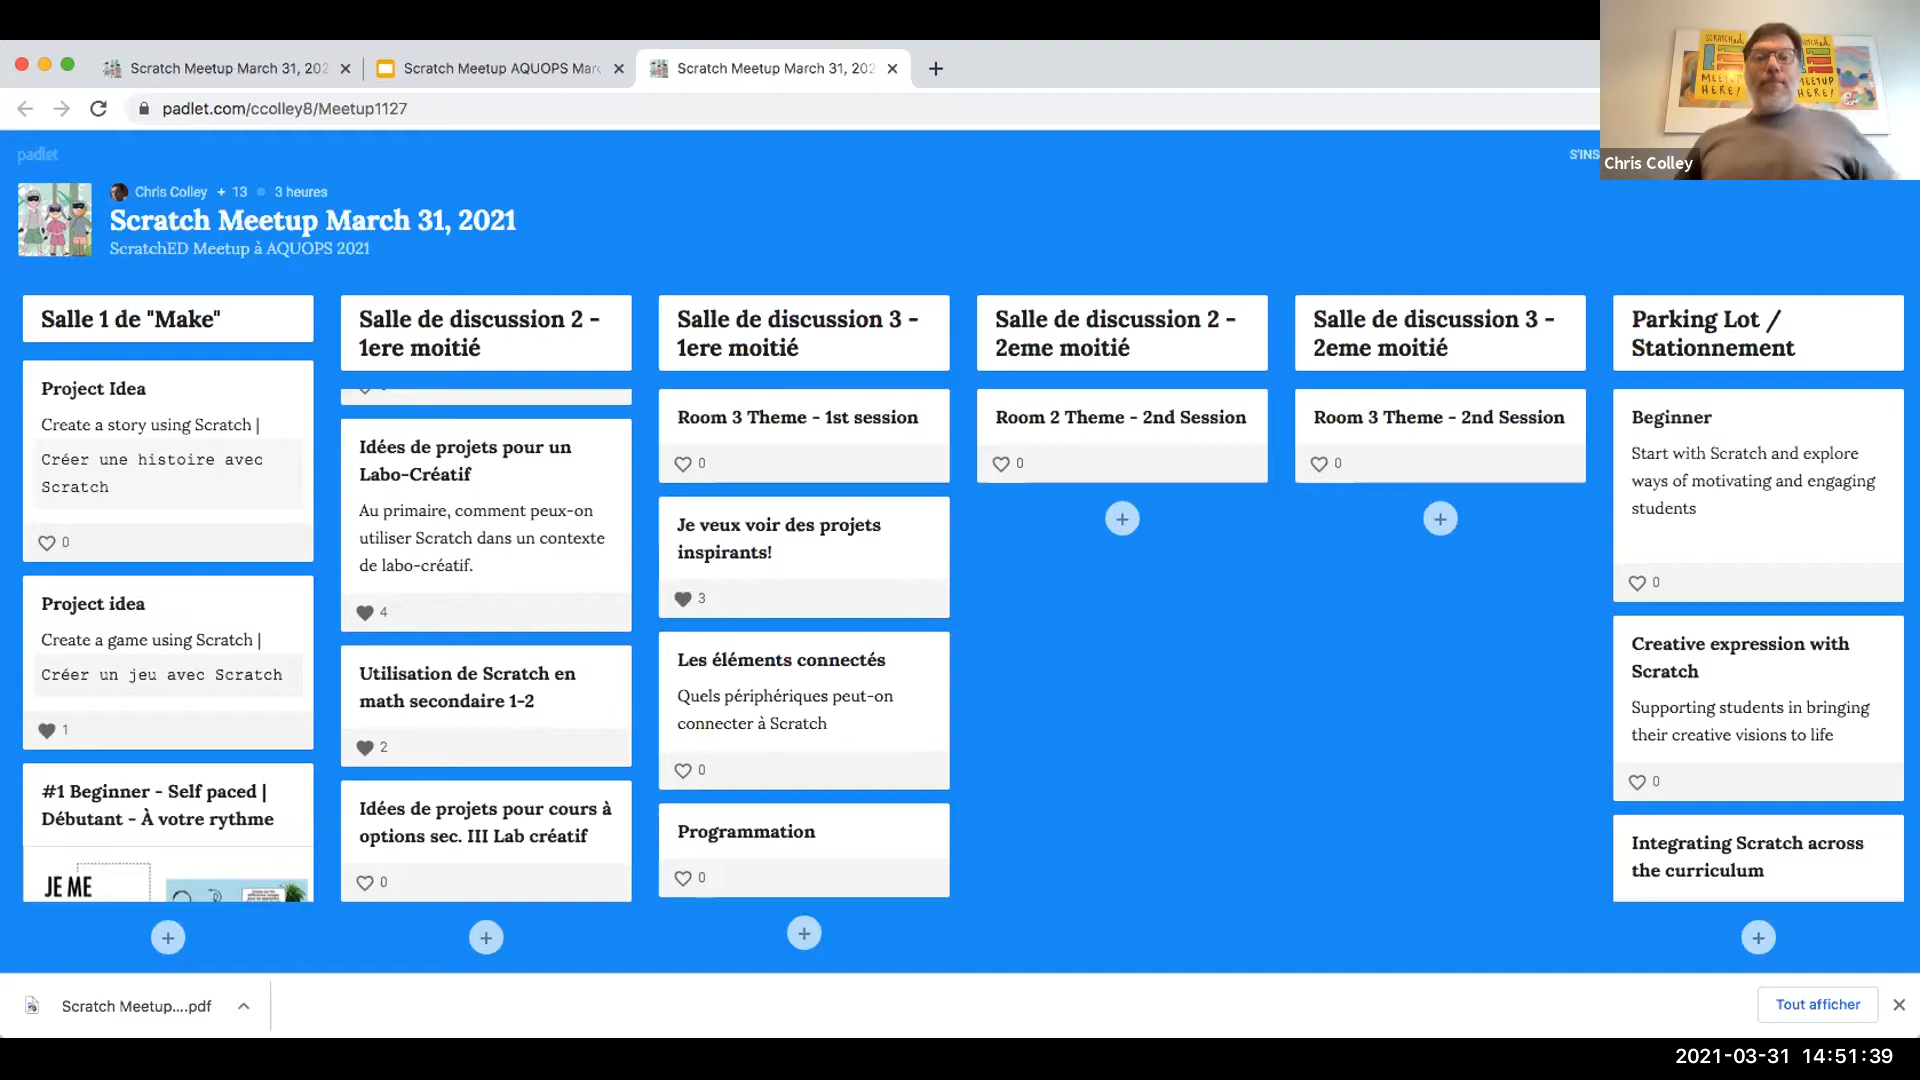 Scratch Meetup March 31, 202
Scratch Meetup AQUOPS Marc
Scratch Meetup March 31, 202
padlet.com/ccolley8/Meetup1127
SCRATCHed
MEETUP
HERE!
MEETUP
HERE!
Chris Colley
padlet
S'INS
Chris Colley + 13 3 heures
Scratch Meetup March 31, 2021
ScratchED Meetup à AQUOPS 2021
Salle 1 de "Make"
Project Idea
Create a story using Scratch |
Créer une histoire avec
Scratch
0
Project idea
Create a game using Scratch |
Créer un jeu avec Scratch
1
#1 Beginner - Self paced |
Débutant - À votre rythme
JE ME
Salle de discussion 2 -
1ere moitié
Idées de projets pour un
Labo-Créatif
Au primaire, comment peux-on
utiliser Scratch dans un contexte
de labo-créatif.
4
Utilisation de Scratch en
math secondaire 1-2
2
Idées de projets pour cours à
options sec. III Lab créatif
0
Salle de discussion 3 -
1ere moitié
Room 3 Theme - 1st session
0
Je veux voir des projets
inspirants!
3
Les éléments connectés
Quels périphériques peut-on
connecter à Scratch
0
Programmation
0
Salle de discussion 2 -
2eme moitié
Room 2 Theme - 2nd Session
0
Salle de discussion 3 -
2eme moitié
Room 3 Theme - 2nd Session
0
Parking Lot /
Stationnement
Beginner
Start with Scratch and explore
ways of motivating and engaging
students
0
Creative expression with
Scratch
Supporting students in bringing
their creative visions to life
0
Integrating Scratch across
the curriculum
Scratch Meetup....pdf
Tout afficher
2021-03-31 14:51:39